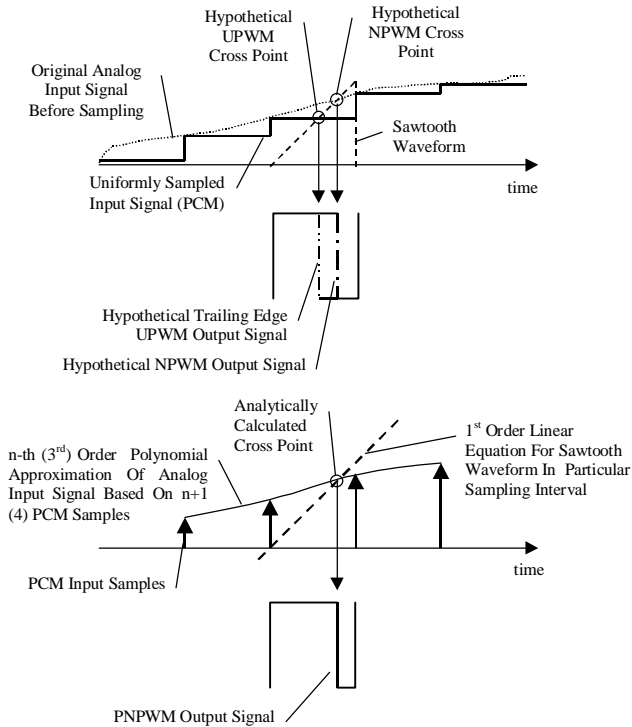 Hypothetical
UPWM
Cross Point
Hypothetical
NPWM Cross
Point
Original Analog
Input Signal
Before Sampling
Sawtooth
Waveform
Uniformly Sampled
Input Signal (PCM)
time
Hypothetical Trailing Edge
UPWM Output Signal
Hypothetical NPWM Output Signal
Analytically
Calculated
Cross Point
n-th (3rd) Order Polynomial
Approximation Of Analog
Input Signal Based On n+1
(4) PCM Samples
1st Order Linear
Equation For Sawtooth
Waveform In Particular
Sampling Interval
time
PCM Input Samples
PNPWM Output Signal